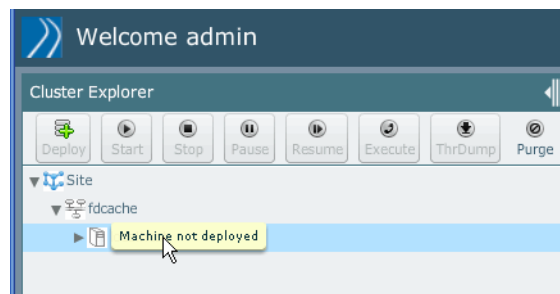 Welcome admin
Cluster Explorer
Deploy
Start
Stop
Pause
Resume
Execute
ThrDump
Purge
Site
fdcache
Machine not deployed